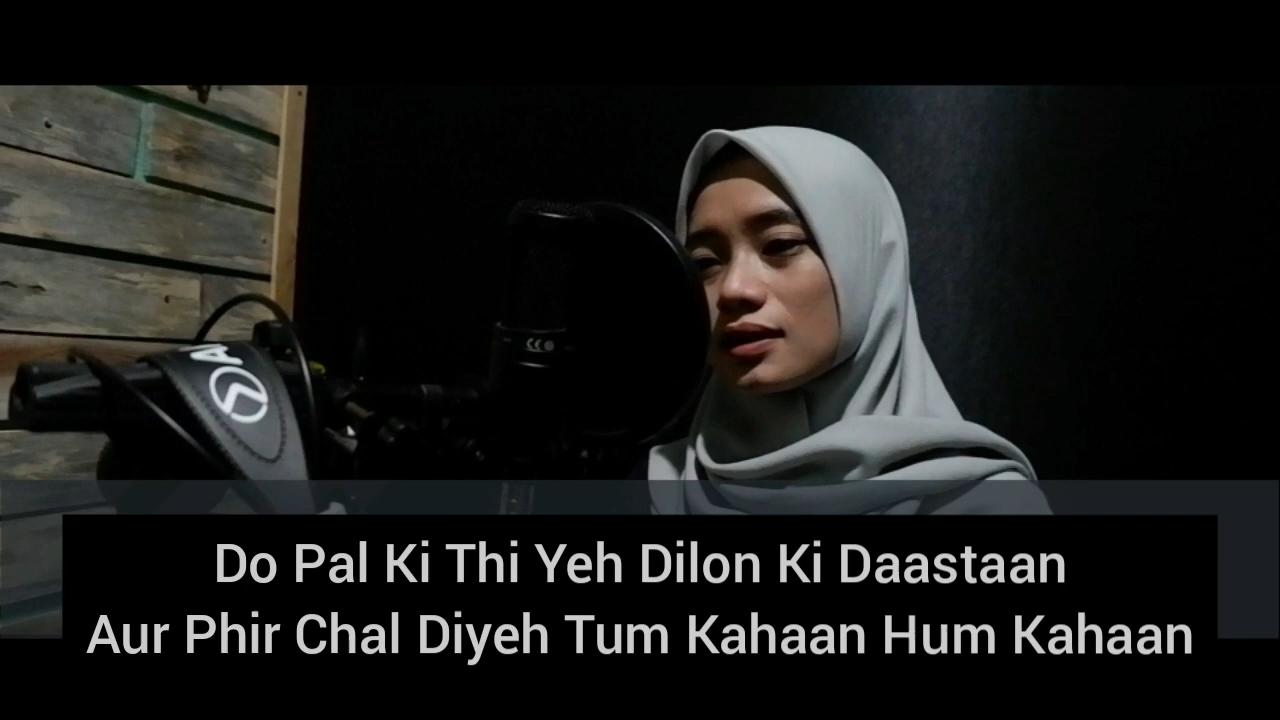 Do Pal Ki Thi Yeh Dilon Ki Daastaan
Aur Phir Chal Diyeh Tum Kahaan Hum Kahaan